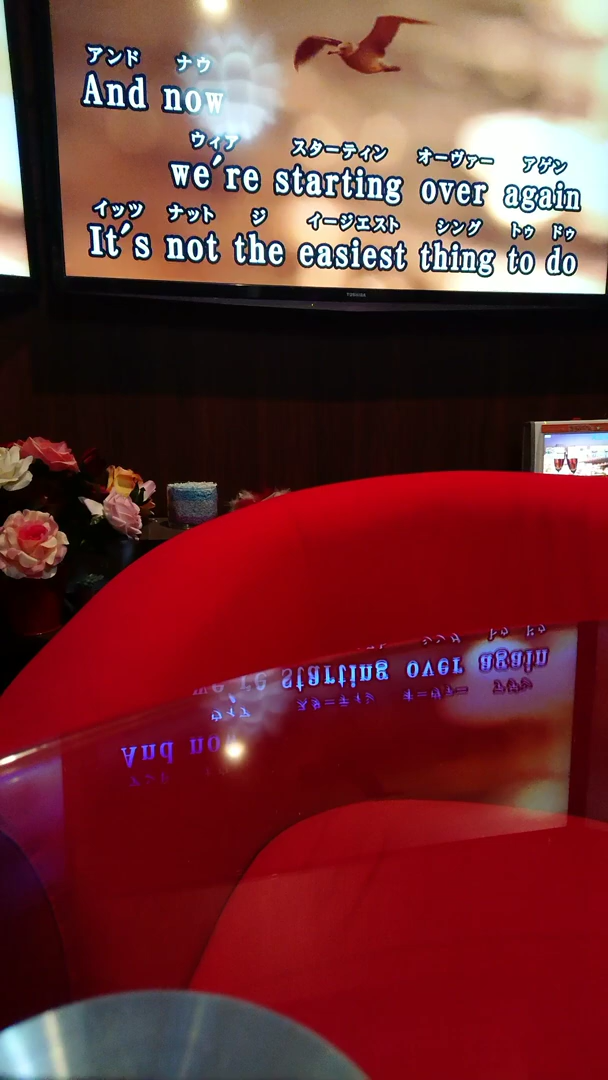 アンド ナウ
And now
ウィア スターティン オーヴァー アゲン
we're starting over again
イッツ ナット ジ イージエスト シング トゥ ドゥ
It's not the easiest thing to do
TOSHIBA